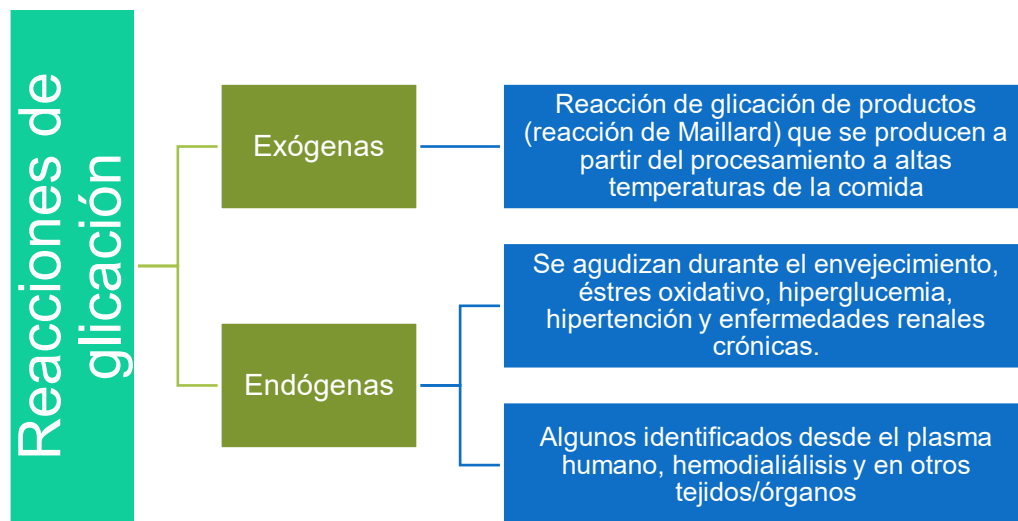 Reacciones de
glicación
Exógenas
Reacción de glicación de productos
(reacción de Maillard) que se producen a
partir del procesamiento a altas
temperaturas de la comida
Endógenas
Se agudizan durante el envejecimiento,
éstres oxidativo, hiperglucemia,
hipertención y enfermedades renales
crónicas.
Algunos identificados desde el plasma
humano, hemodialiálisis y en otros
tejidos/órganos